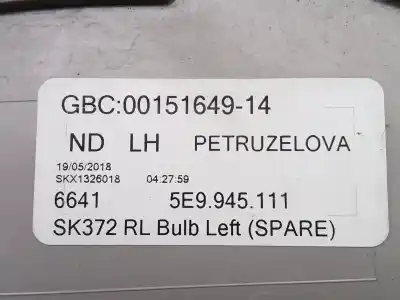 GBC:00151649-14
ND LH PETRUZELOVA
19/05/2018
SKX1326018 04:27:59
6641 5E9.945.111
SK372 RL Bulb Left (SPARE)